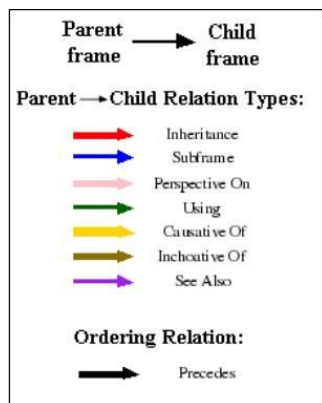 Parent frame → Child frame
Parent → Child Relation Types:
Inheritance
Subframe
Perspective On
Using
Causative Of
Inchoative Of
See Also
Ordering Relation:
Precedes